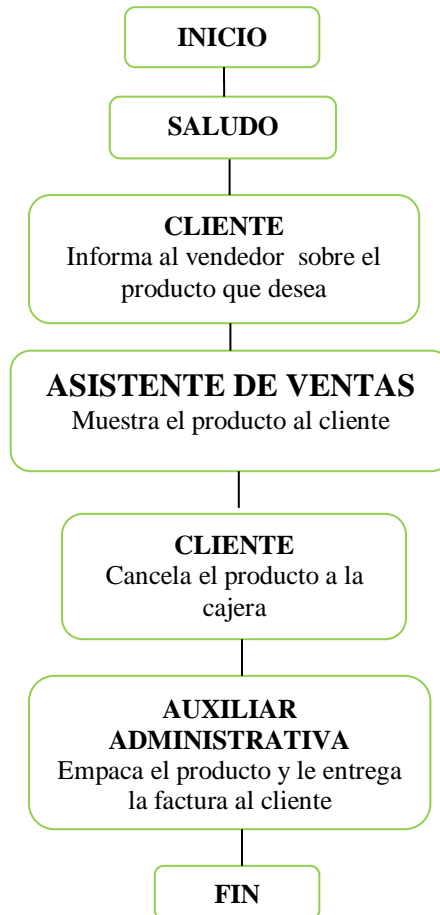 INICIO
SALUDO
CLIENTE
Informa al vendedor sobre el
producto que desea
ASISTENTE DE VENTAS
Muestra el producto al cliente
CLIENTE
Cancela el producto a la
cajera
AUXILIAR
ADMINISTRATIVA
Empaca el producto y le entrega
la factura al cliente
FIN